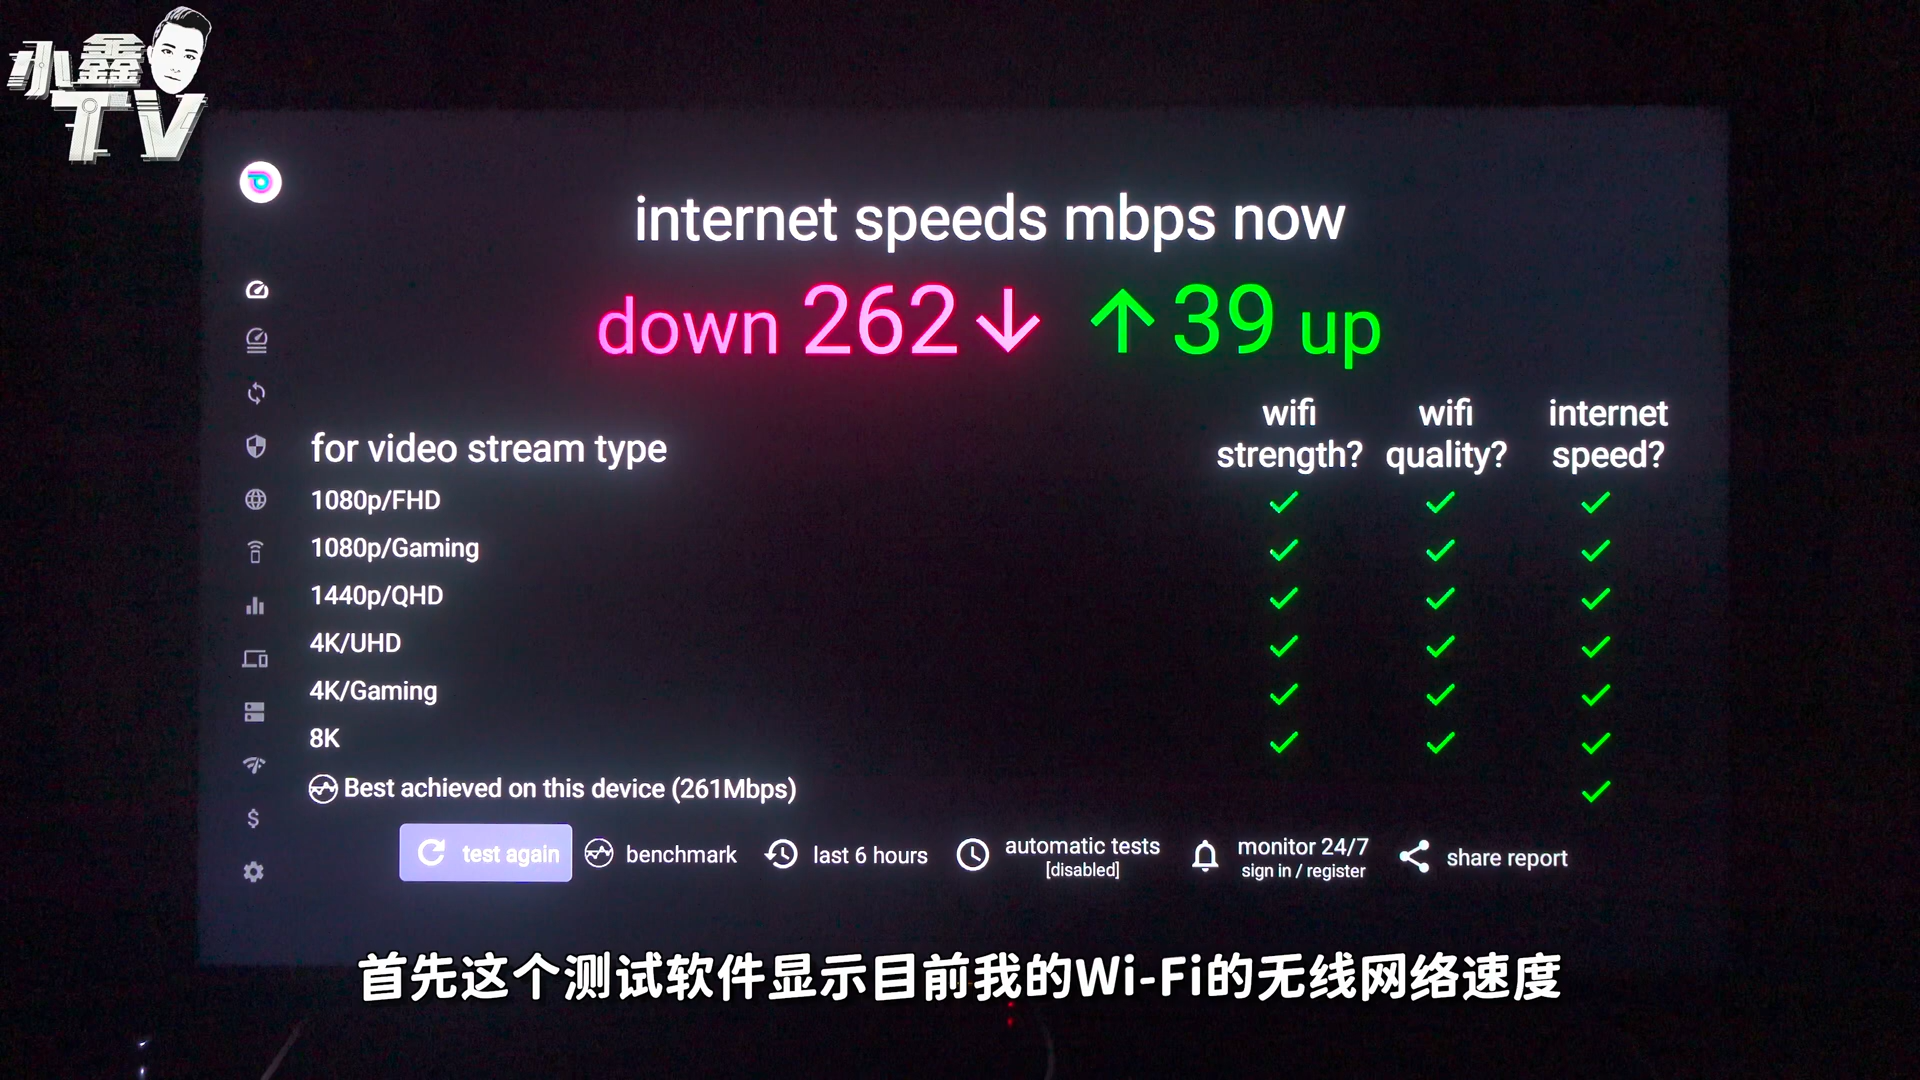 小鑫
TV
internet speeds mbps now
down 262↓ ↑39 up
for video stream type
wifi strength?
wifi quality?
internet speed?
1080p/FHD ✓ ✓ ✓
1080p/Gaming ✓ ✓ ✓
1440p/QHD ✓ ✓ ✓
4K/UHD ✓ ✓ ✓
4K/Gaming ✓ ✓ ✓
8K ✓ ✓ ✓
Best achieved on this device (261Mbps) ✓
test again
benchmark
last 6 hours
automatic tests
[disabled]
monitor 24/7
sign in / register
share report
首先这个测试软件显示目前我的Wi-Fi的无线网络速度